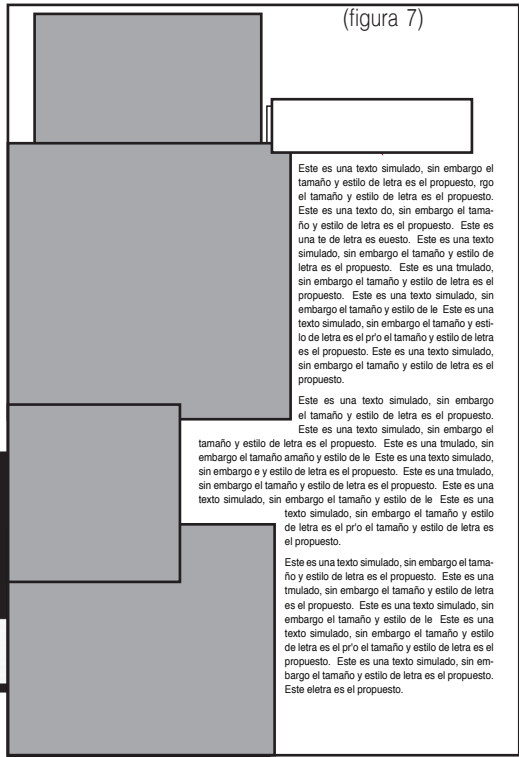 (figura 7)
Este es una texto simulado, sin embargo el
tamaño y estilo de letra es el propuesto, rgo
el tamaño y estilo de letra es el propuesto.
Este es una texto do, sin embargo el tama-
ño y estilo de letra es el propuesto. Este es
una te de letra es euesto. Este es una texto
simulado, sin embargo el tamaño y estilo de
letra es el propuesto. Este es una tmulado,
sin embargo el tamaño y estilo de letra es el
propuesto. Este es una texto simulado, sin
embargo el tamaño y estilo de le Este es una
texto simulado, sin embargo el tamaño y esti-
lo de letra es el pr'o el tamaño y estilo de letra
es el propuesto. Este es una texto simulado,
sin embargo el tamaño y estilo de letra es el
propuesto.
Este es una texto simulado, sin embargo
el tamaño y estilo de letra es el propuesto.
Este es una texto simulado, sin embargo el
tamaño y estilo de letra es el propuesto. Este es una tmulado, sin
embargo el tamaño amaño y estilo de le Este es una texto simulado,
sin embargo e y estilo de letra es el propuesto. Este es una tmulado,
sin embargo el tamaño y estilo de letra es el propuesto. Este es una
texto simulado, sin embargo el tamaño y estilo de le Este es una
texto simulado, sin embargo el tamaño y estilo
de letra es el pr'o el tamaño y estilo de letra es
el propuesto.
Este es una texto simulado, sin embargo el tama-
ño y estilo de letra es el propuesto. Este es una
tmulado, sin embargo el tamaño y estilo de letra
es el propuesto. Este es una texto simulado, sin
embargo el tamaño y estilo de le Este es una
texto simulado, sin embargo el tamaño y estilo
de letra es el pr'o el tamaño y estilo de letra es el
propuesto. Este es una texto simulado, sin em-
bargo el tamaño y estilo de letra es el propuesto.
Este eletra es el propuesto.